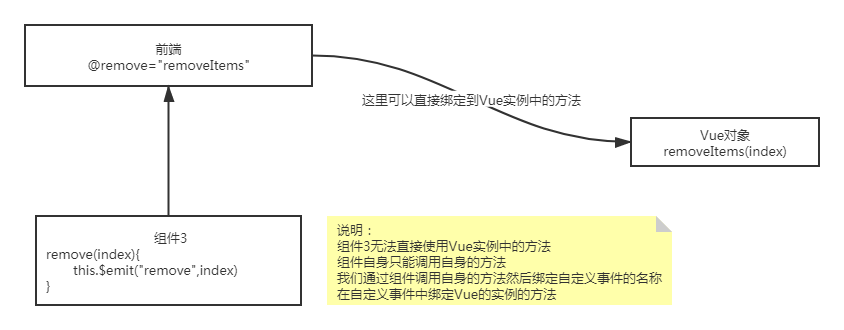 前端
@remove="removeItems"
这里可以直接绑定到Vue实例中的方法
Vue对象
removeItems(index)
组件3
remove(index){
this.$emit("remove",index)
}
说明：
组件3无法直接使用Vue实例中的方法
组件自身只能调用自身的方法
我们通过组件调用自身的方法然后绑定自定义事件的名称
在自定义事件中绑定Vue的实例的方法